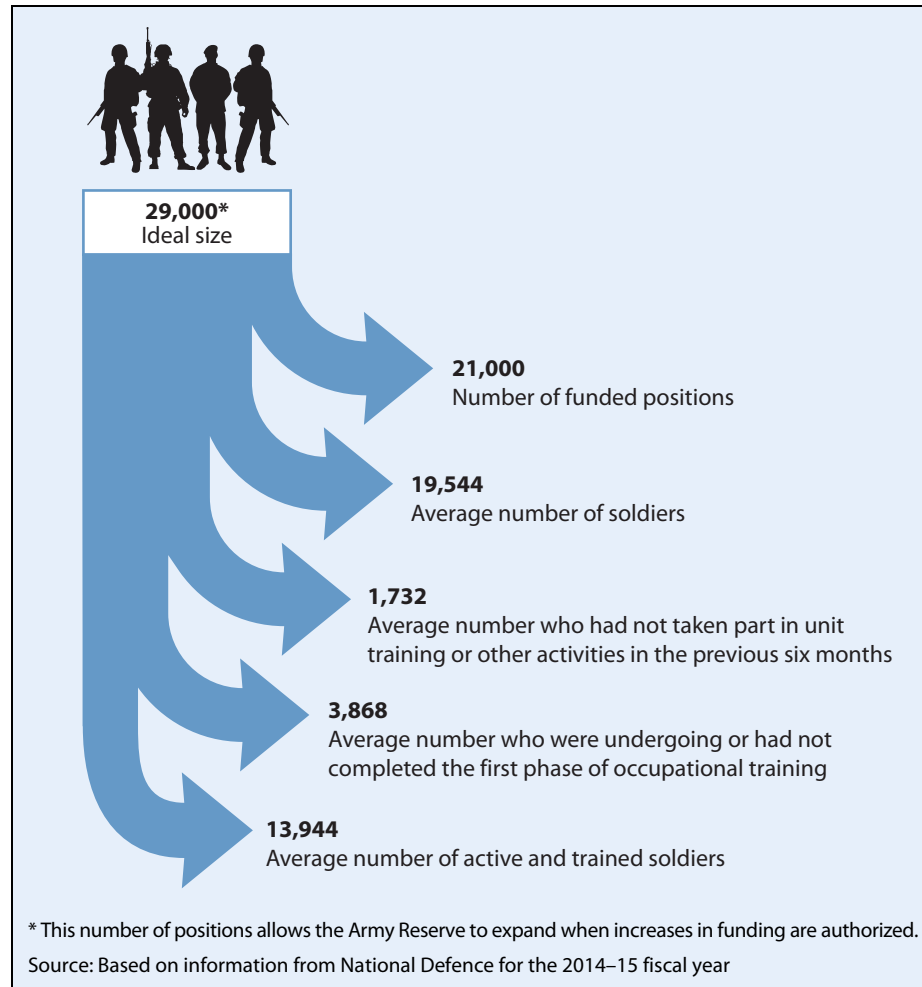 29,000*
Ideal size
21,000
Number of funded positions
19,544
Average number of soldiers
1,732
Average number who had not taken part in unit
training or other activities in the previous six months
3,868
Average number who were undergoing or had not
completed the first phase of occupational training
13,944
Average number of active and trained soldiers
* This number of positions allows the Army Reserve to expand when increases in funding are authorized.
Source: Based on information from National Defence for the 2014–15 fiscal year